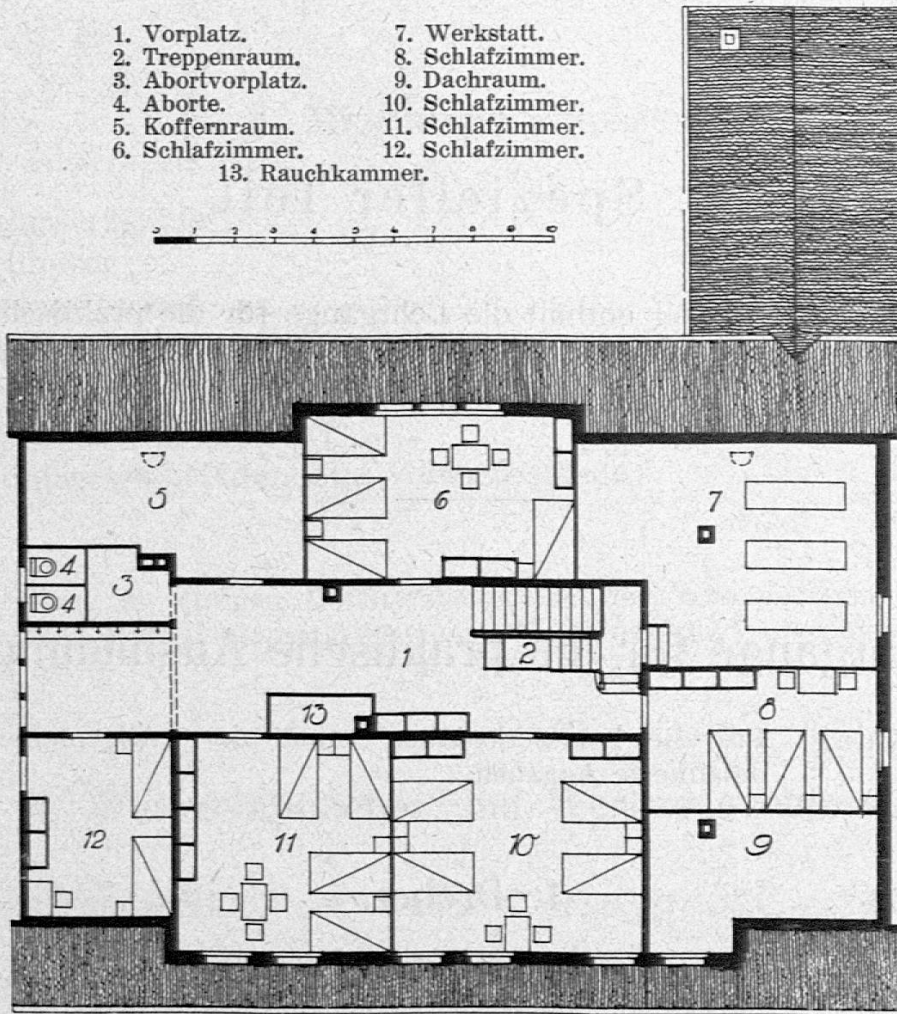 1. Vorplatz.
2. Treppenraum.
3. Abortvorplatz.
4. Aborte.
5. Koffernraum.
6. Schlafzimmer.
7. Werkstatt.
8. Schlafzimmer.
9. Dachraum.
10. Schlafzimmer.
11. Schlafzimmer.
12. Schlafzimmer.
13. Rauchkammer.
0 1 2 3 4 5 6 7 8 9 10
6
5
7
4
3
4
1
2
13
8
12
11
10
9